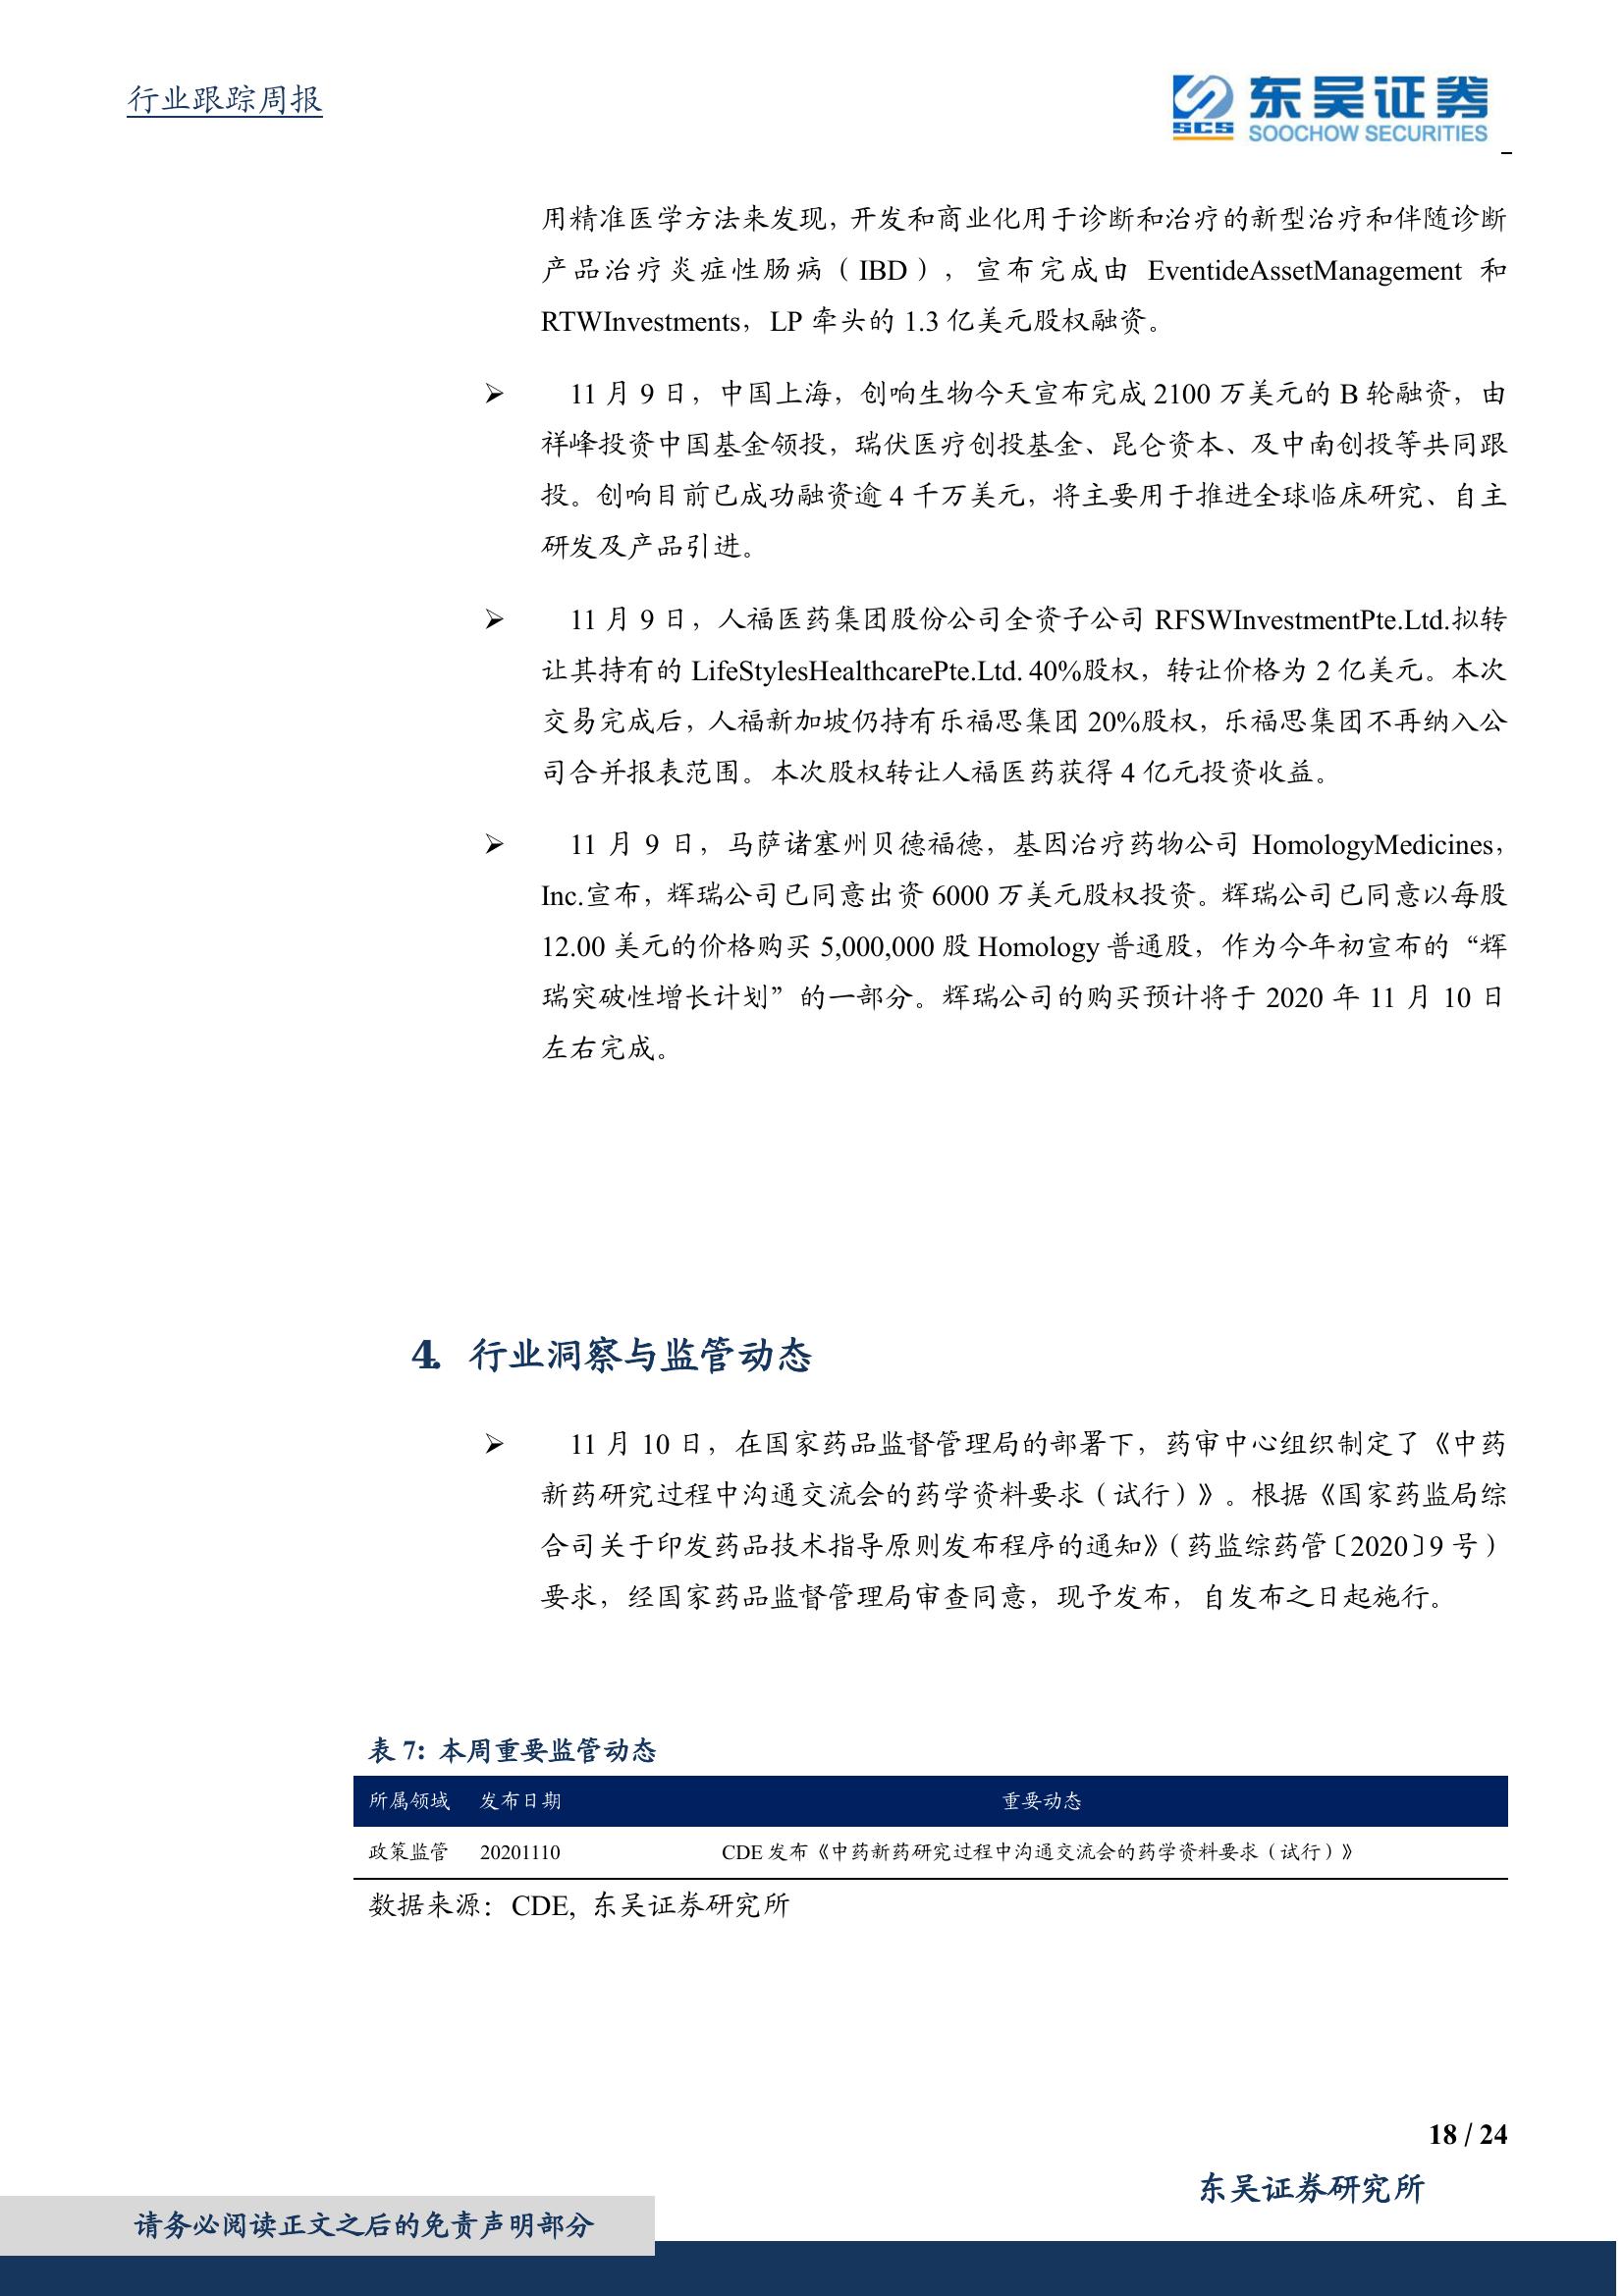 行业跟踪周报
SCS 东吴证券
SOOCHOW SECURITIES
用精准医学方法来发现，开发和商业化用于诊断和治疗的新型治疗和伴随诊断
产品治疗炎症性肠病（IBD），宣布完成由 EventideAssetManagement 和
RTWInvestments，LP 牵头的 1.3 亿美元股权融资。
➢ 11 月 9 日，中国上海，创响生物今天宣布完成 2100 万美元的 B 轮融资，由
祥峰投资中国基金领投，瑞伏医疗创投基金、昆仑资本、及中南创投等共同跟
投。创响目前已成功融资逾 4 千万美元，将主要用于推进全球临床研究、自主
研发及产品引进。
➢ 11 月 9 日，人福医药集团股份公司全资子公司 RFSWInvestmentPte.Ltd.拟转
让其持有的 LifeStylesHealthcarePte.Ltd. 40%股权，转让价格为 2 亿美元。本次
交易完成后，人福新加坡仍持有乐福思集团 20%股权，乐福思集团不再纳入公
司合并报表范围。本次股权转让人福医药获得 4 亿元投资收益。
➢ 11 月 9 日，马萨诸塞州贝德福德，基因治疗药物公司 HomologyMedicines，
Inc.宣布，辉瑞公司已同意出资 6000 万美元股权投资。辉瑞公司已同意以每股
12.00 美元的价格购买 5,000,000 股 Homology 普通股，作为今年初宣布的“辉
瑞突破性增长计划”的一部分。辉瑞公司的购买预计将于 2020 年 11 月 10 日
左右完成。
4. 行业洞察与监管动态
➢ 11 月 10 日，在国家药品监督管理局的部署下，药审中心组织制定了《中药
新药研究过程中沟通交流会的药学资料要求（试行）》。根据《国家药监局综
合司关于印发药品技术指导原则发布程序的通知》（药监综药管〔2020〕9 号）
要求，经国家药品监督管理局审查同意，现予发布，自发布之日起施行。
表 7：本周重要监管动态
所属领域 发布日期 重要动态
政策监管 20201110 CDE 发布《中药新药研究过程中沟通交流会的药学资料要求（试行）》
数据来源：CDE, 东吴证券研究所
18 / 24
东吴证券研究所
请务必阅读正文之后的免责声明部分